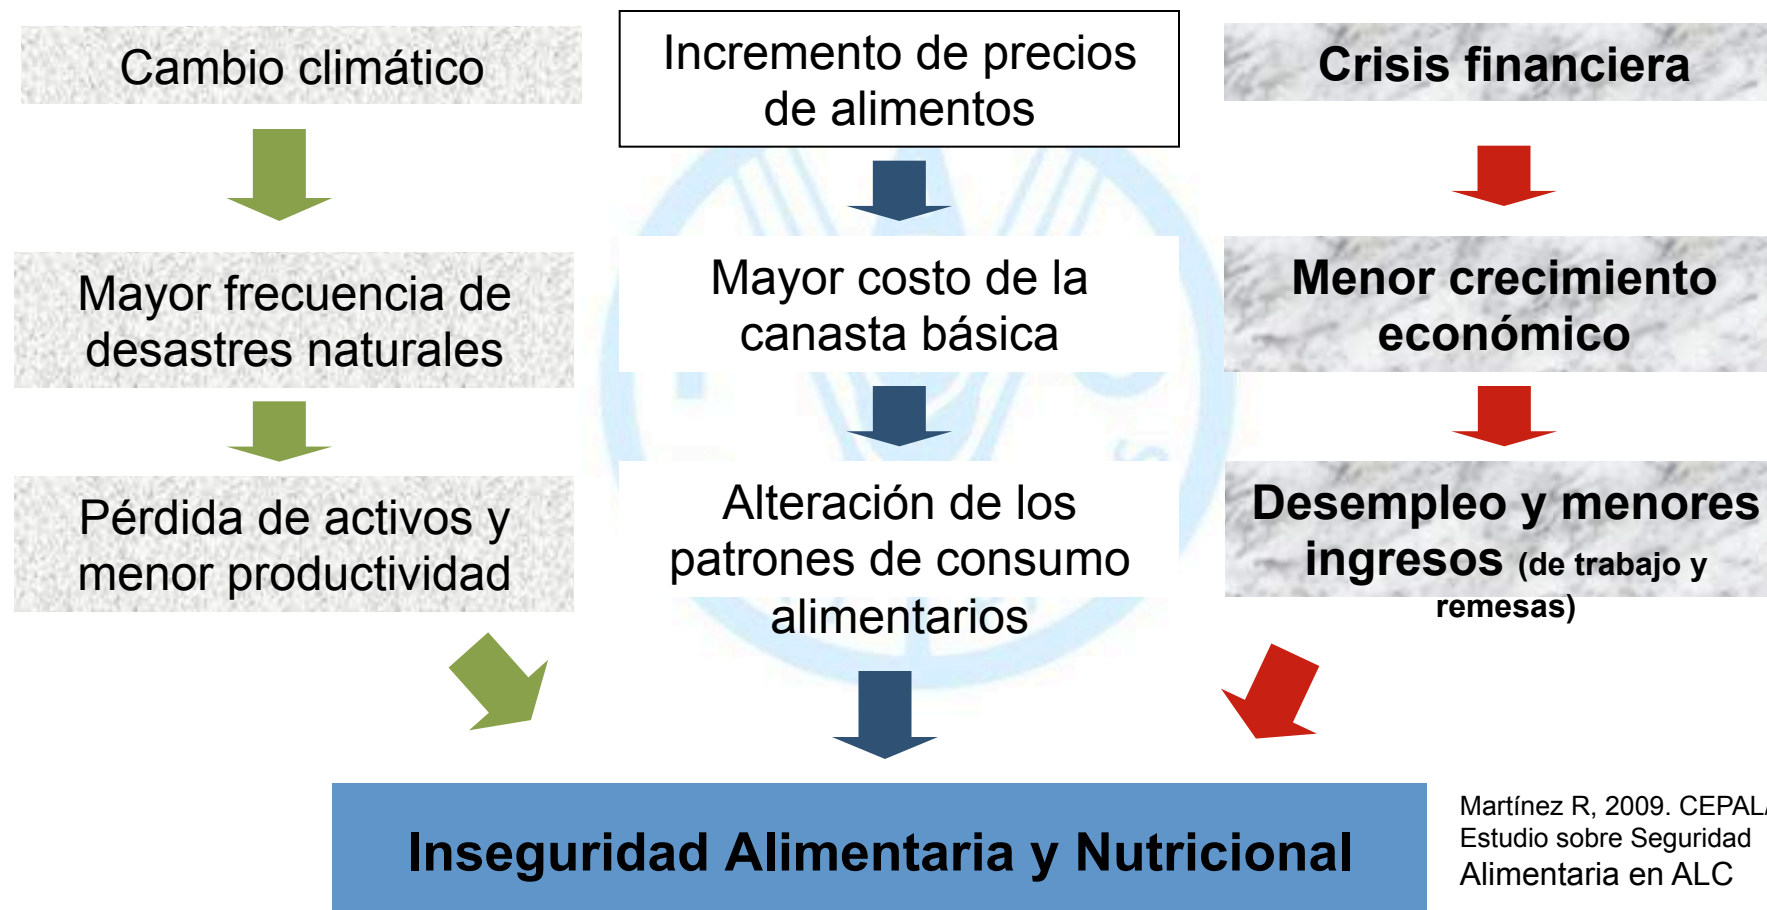 Cambio climático
Incremento de precios
de alimentos
Crisis financiera
Mayor frecuencia de
desastres naturales
Mayor costo de la
canasta básica
Menor crecimiento
económico
Pérdida de activos y
menor productividad
Alteración de los
patrones de consumo
alimentarios
Desempleo y menores
ingresos (de trabajo y
remesas)
Inseguridad Alimentaria y Nutricional
Martínez R, 2009. CEPAL/
Estudio sobre Seguridad
Alimentaria en ALC